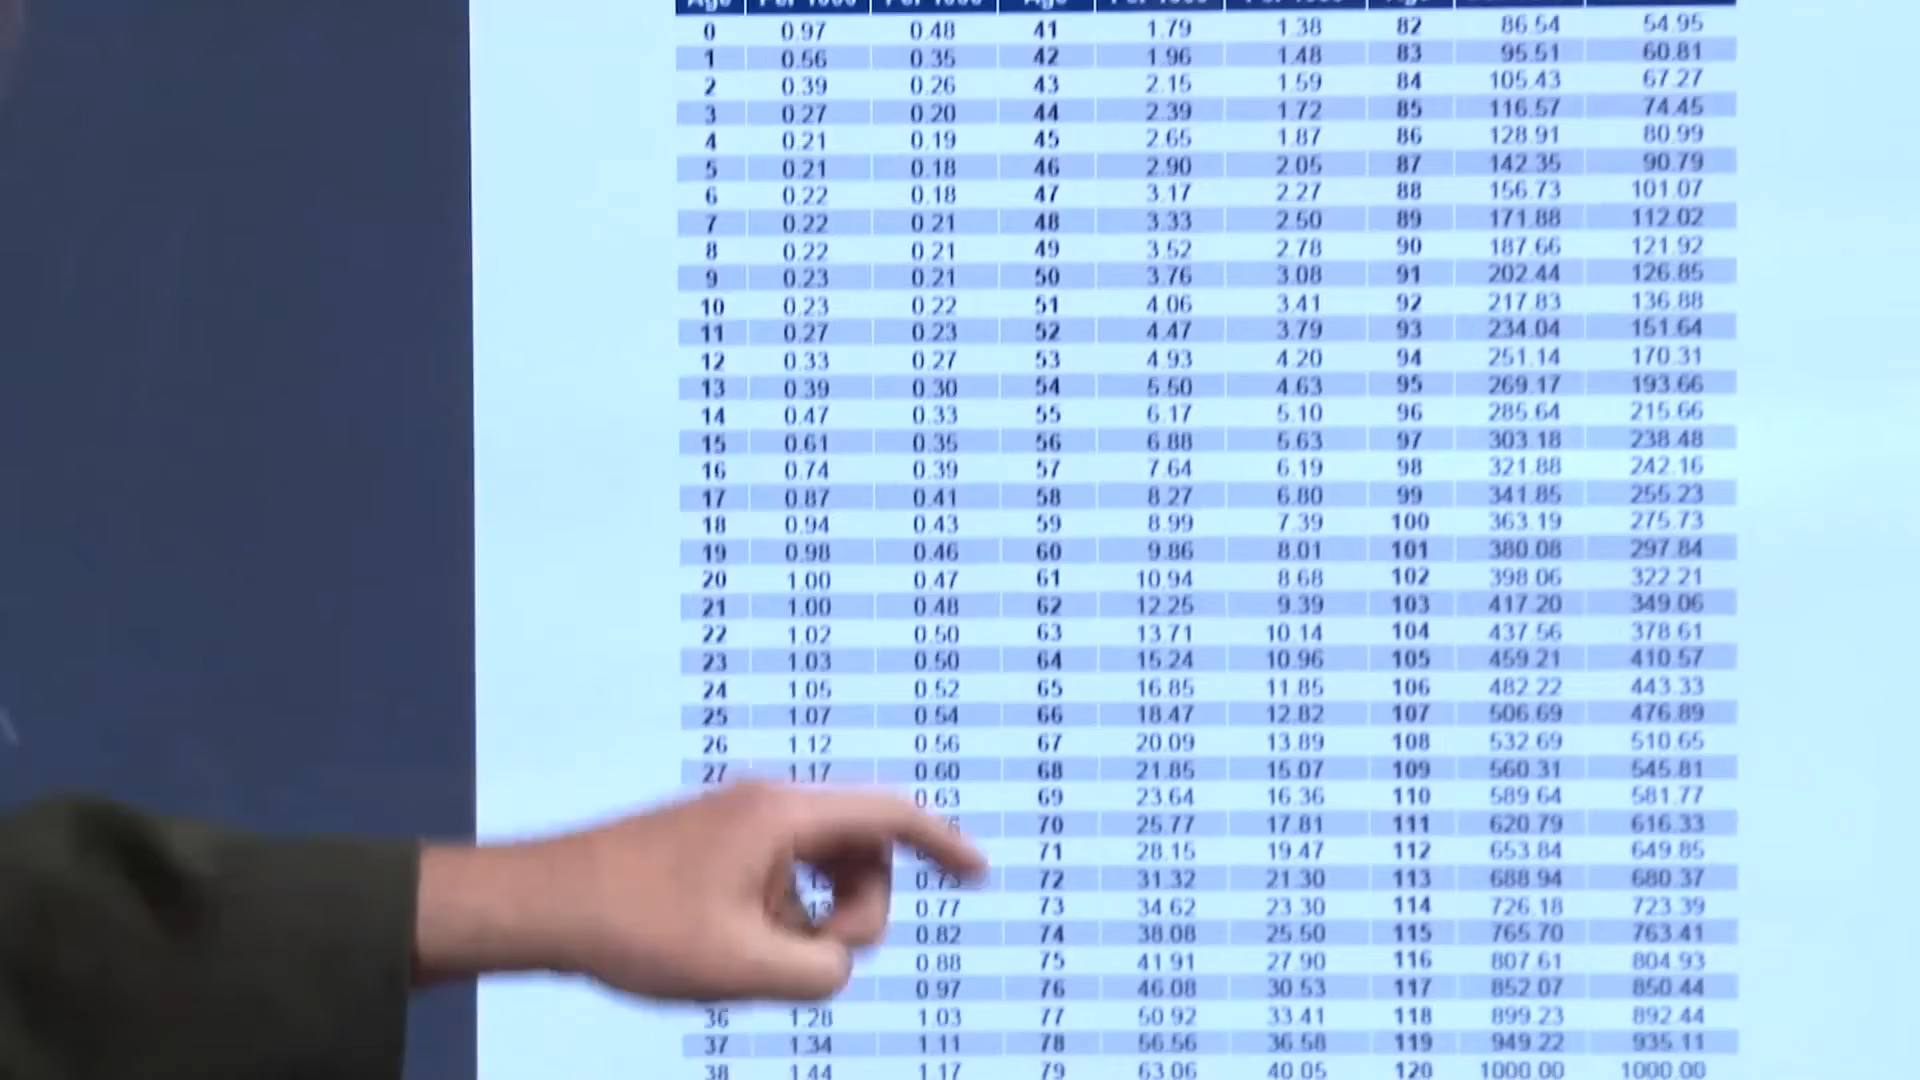 Age Per 1000 Per 1000 Age Per 1000 Per 1000 Age
0 0.97 0.48 41 1.79 1.38 82 86.54 54.95
1 0.56 0.35 42 1.96 1.48 83 95.51 60.81
2 0.39 0.26 43 2.15 1.59 84 105.43 67.27
3 0.27 0.20 44 2.39 1.72 85 116.57 74.45
4 0.21 0.19 45 2.65 1.87 86 128.91 80.99
5 0.21 0.18 46 2.90 2.05 87 142.35 90.79
6 0.22 0.18 47 3.17 2.27 88 156.73 101.07
7 0.22 0.21 48 3.33 2.50 89 171.88 112.02
8 0.22 0.21 49 3.52 2.78 90 187.66 121.92
9 0.23 0.21 50 3.76 3.08 91 202.44 126.85
10 0.23 0.22 51 4.06 3.41 92 217.83 136.88
11 0.27 0.23 52 4.47 3.79 93 234.04 151.64
12 0.33 0.27 53 4.93 4.20 94 251.14 170.31
13 0.39 0.30 54 5.50 4.63 95 269.17 193.66
14 0.47 0.33 55 6.17 5.10 96 285.64 215.66
15 0.61 0.35 56 6.88 5.63 97 303.18 238.48
16 0.74 0.39 57 7.64 6.19 98 321.88 242.16
17 0.87 0.41 58 8.27 6.80 99 341.85 255.23
18 0.94 0.43 59 8.99 7.39 100 363.19 275.73
19 0.98 0.46 60 9.86 8.01 101 380.08 297.84
20 1.00 0.47 61 10.94 8.68 102 398.06 322.21
21 1.00 0.48 62 12.25 9.39 103 417.20 349.06
22 1.02 0.50 63 13.71 10.14 104 437.56 378.61
23 1.03 0.50 64 15.24 10.96 105 459.21 410.57
24 1.05 0.52 65 16.85 11.85 106 482.22 443.33
25 1.07 0.54 66 18.47 12.82 107 506.69 476.89
26 1.12 0.56 67 20.09 13.89 108 532.69 510.65
27 1.17 0.60 68 21.85 15.07 109 560.31 545.81
0.63 69 23.64 16.36 110 589.64 581.77
70 25.77 17.81 111 620.79 616.33
71 28.15 19.47 112 653.84 649.85
72 31.32 21.30 113 688.94 680.37
0.77 73 34.62 23.30 114 726.18 723.39
0.82 74 38.08 25.50 115 765.70 763.41
0.88 75 41.91 27.90 116 807.61 804.93
0.97 76 46.08 30.53 117 852.07 850.44
36 1.28 1.03 77 50.92 33.41 118 899.23 892.44
37 1.34 1.11 78 56.56 36.58 119 949.22 935.11
38 1.44 1.17 79 63.06 40.05 120 1000.00 1000.00